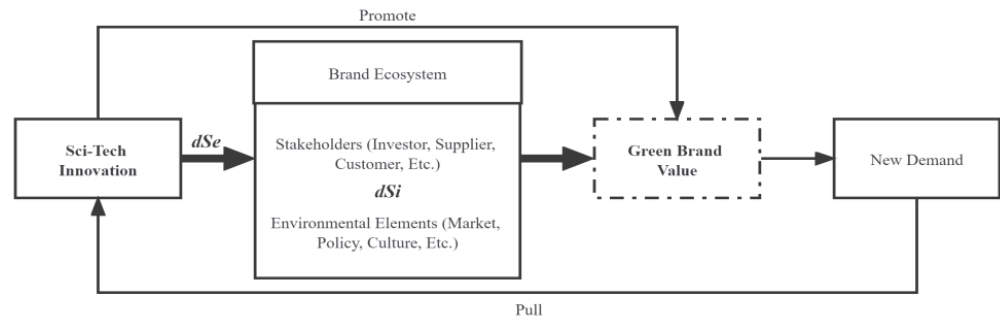 Promote
Brand Ecosystem
dSe
Sci-Tech
Innovation
Stakeholders (Investor, Supplier,
Customer, Etc.)
dSi
Environmental Elements (Market,
Policy, Culture, Etc.)
Green Brand
Value
New Demand
Pull